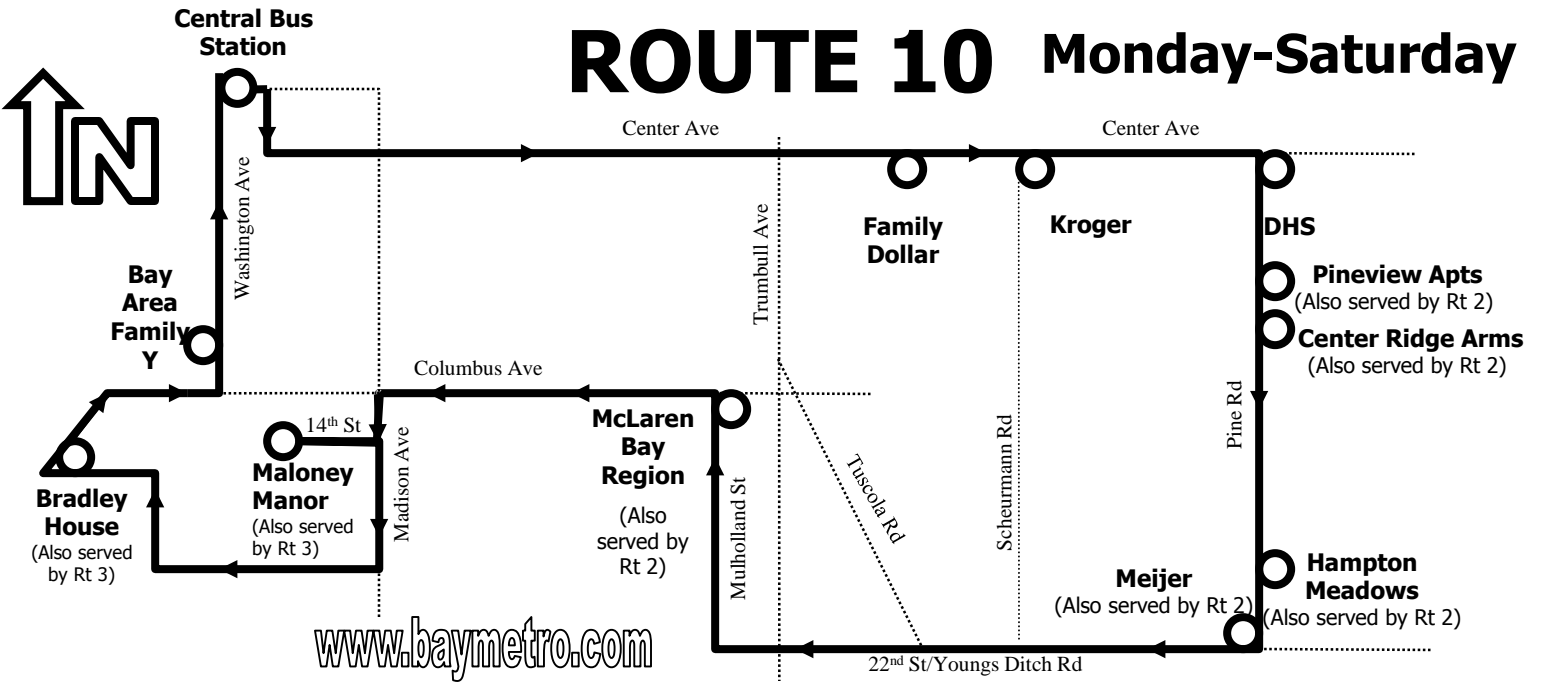 Central Bus
Station
ROUTE 10
Monday-Saturday
N
Center Ave
Center Ave
Washington Ave
Trumbull Ave
Family
Dollar
Kroger
DHS
Bay
Area
Family
Y
Pineview Apts
(Also served by Rt 2)
Center Ridge Arms
(Also served by Rt 2)
Columbus Ave
McLaren
Bay
Region
(Also
served by
Rt 2)
14th St
Maloney
Manor
(Also served
by Rt 3)
Madison Ave
Bradley
House
(Also served
by Rt 3)
Mulholland St
Tuscola Rd
Scheurmann Rd
Pine Rd
Meijer
(Also served by Rt 2)
Hampton
Meadows
(Also served by Rt 2)
www.baymetro.com
22nd St/Youngs Ditch Rd